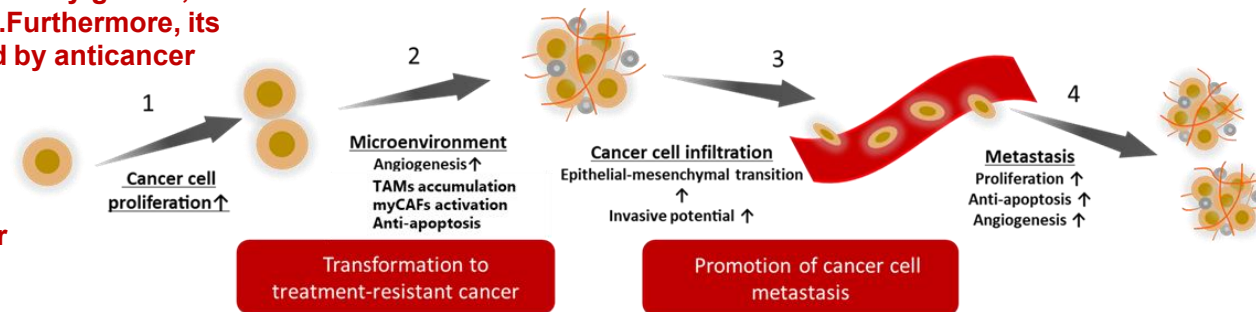 .Furthermore, its
d by anticancer
r
1
Cancer cell
proliferation↑
2
Microenvironment
Angiogenesis↑
TAMs accumulation
myCAFs activation
Anti-apoptosis
Transformation to
treatment-resistant cancer
3
Cancer cell infiltration
Epithelial-mesenchymal transition
↑
Invasive potential ↑
Promotion of cancer cell
metastasis
4
Metastasis
Proliferation ↑
Anti-apoptosis ↑
Angiogenesis ↑